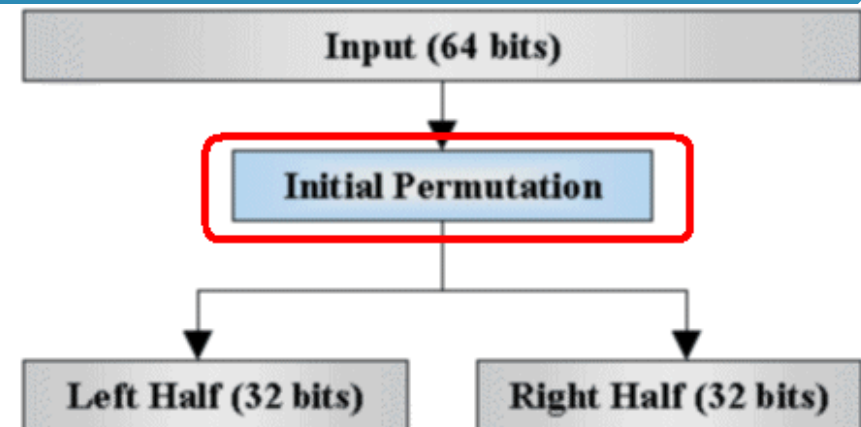 Input (64 bits)
Initial Permutation
Left Half (32 bits)
Right Half (32 bits)